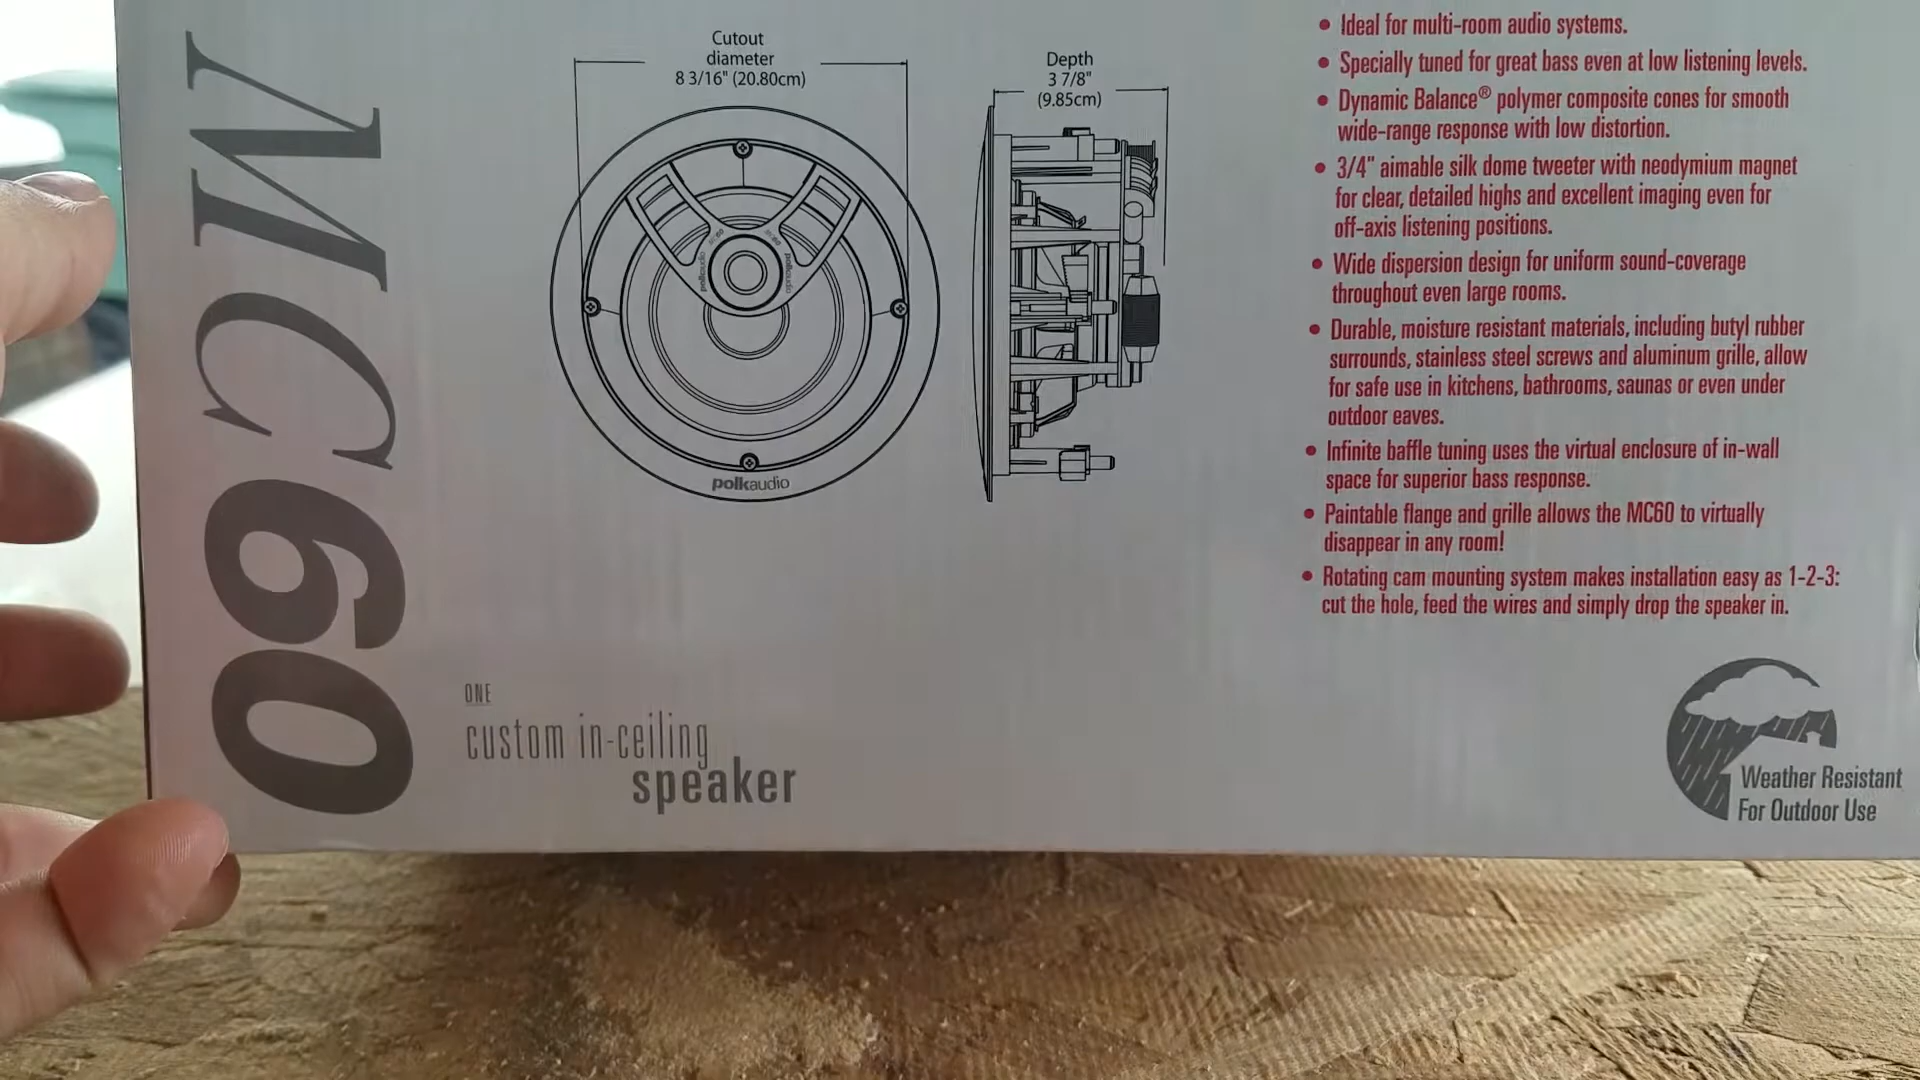 MC60
Cutout
diameter
8 3/16" (20.80cm)
Depth
3 7/8"
(9.85cm)
polkaudio
ONE
custom in-ceiling
speaker
• Ideal for multi-room audio systems.
• Specially tuned for great bass even at low listening levels.
• Dynamic Balance® polymer composite cones for smooth
wide-range response with low distortion.
• 3/4" aimable silk dome tweeter with neodymium magnet
for clear, detailed highs and excellent imaging even for
off-axis listening positions.
• Wide dispersion design for uniform sound-coverage
throughout even large rooms.
• Durable, moisture resistant materials, including butyl rubber
surrounds, stainless steel screws and aluminum grille, allow
for safe use in kitchens, bathrooms, saunas or even under
outdoor eaves.
• Infinite baffle tuning uses the virtual enclosure of in-wall
space for superior bass response.
• Paintable flange and grille allows the MC60 to virtually
disappear in any room!
• Rotating cam mounting system makes installation easy as 1-2-3:
cut the hole, feed the wires and simply drop the speaker in.
Weather Resistant
For Outdoor Use